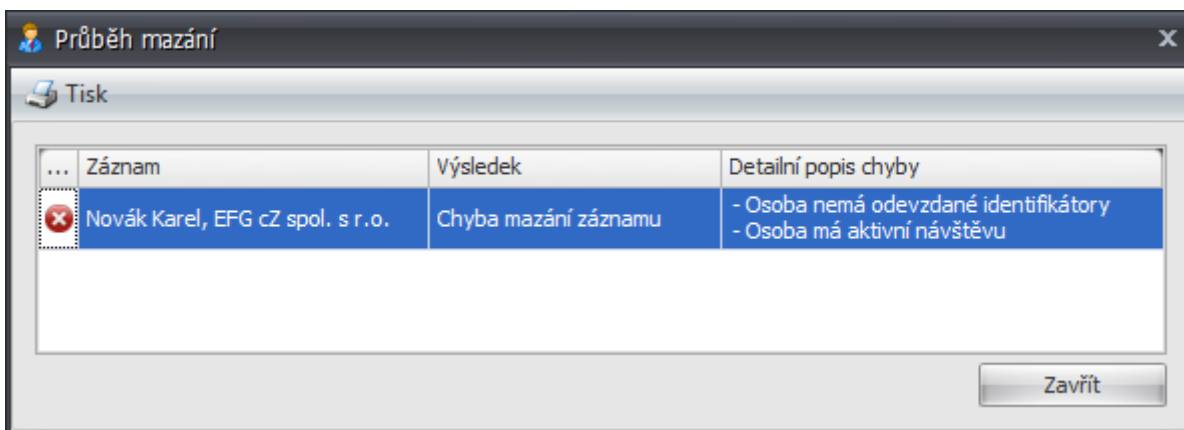 Průběh mazání
x
Tisk
... Záznam Výsledek Detailní popis chyby
Novák Karel, EFG cZ spol. s r.o. Chyba mazání záznamu - Osoba nemá odevzdané identifikátory
- Osoba má aktivní návštěvu
Zavřít